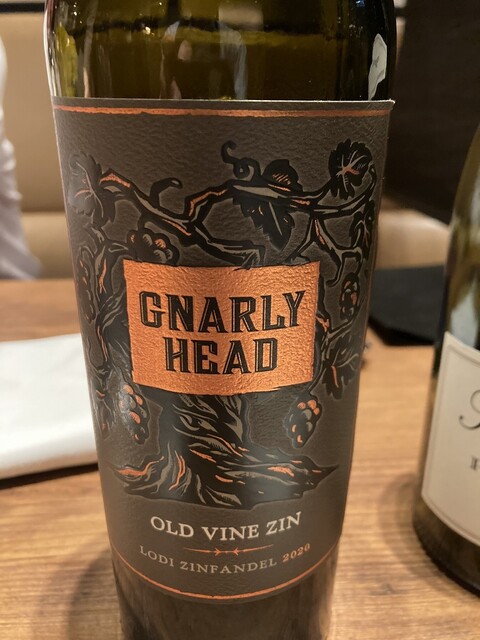 GNARLY
HEAD
OLD VINE ZIN
LODI ZINFANDEL 2020